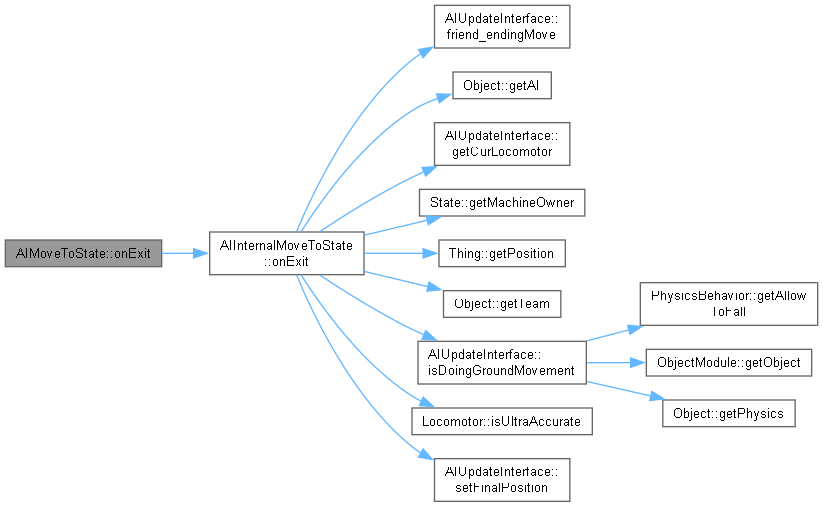 AIMoveToState::onExit
AIInternalMoveToState
::onExit
AIUpdateInterface::
friend_endingMove
Object::getAI
AIUpdateInterface::
getCurLocomotor
State::getMachineOwner
Thing::getPosition
Object::getTeam
AIUpdateInterface::
isDoingGroundMovement
Locomotor::isUltraAccurate
AIUpdateInterface::
setFinalPosition
PhysicsBehavior::getAllow
ToFall
ObjectModule::getObject
Object::getPhysics